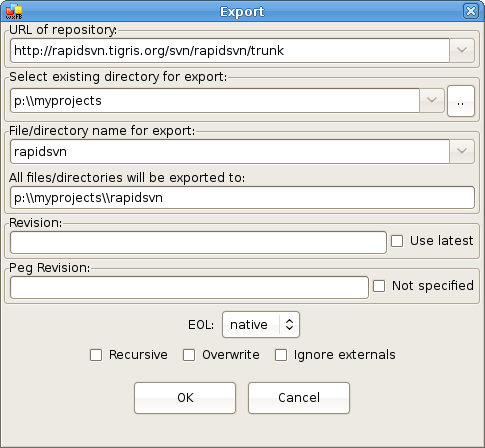 Export
URL of repository:
http://rapidsvn.tigris.org/svn/rapidsvn/trunk
Select existing directory for export:
p:\\myprojects
..
File/directory name for export:
rapidsvn
All files/directories will be exported to:
p:\\myprojects\\rapidsvn
Revision:
Use latest
Peg Revision:
Not specified
EOL: native
Recursive Overwrite Ignore externals
OK Cancel